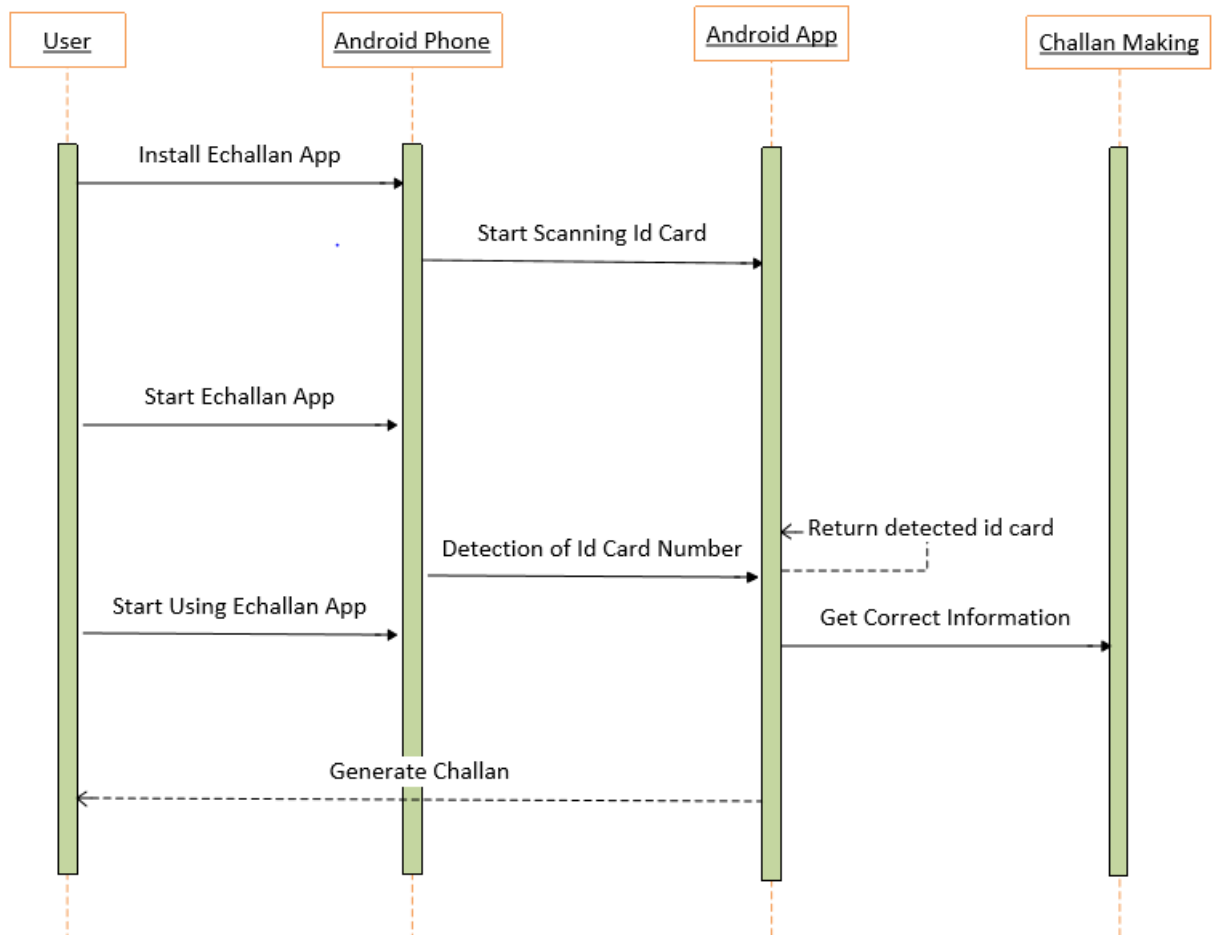 User
Android Phone
Android App
Challan Making
Install Echallan App
Start Scanning Id Card
Start Echallan App
Return detected id card
Detection of Id Card Number
Start Using Echallan App
Get Correct Information
Generate Challan